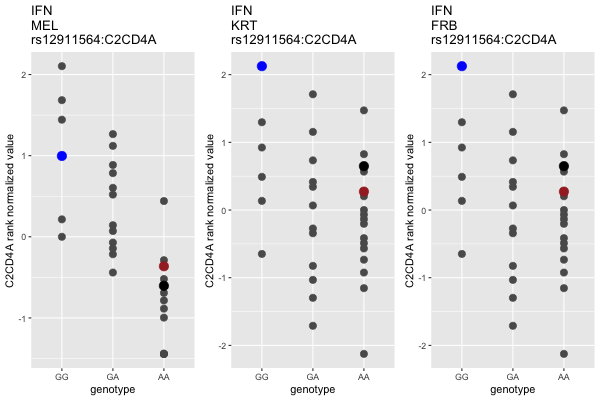 IFN
MEL
rs12911564:C2CD4A
C2CD4A rank normalized value
2
1
0
-1
GG
GA
AA
genotype
IFN
KRT
rs12911564:C2CD4A
C2CD4A rank normalized value
2
1
0
-1
-2
GG
GA
AA
genotype
IFN
FRB
rs12911564:C2CD4A
C2CD4A rank normalized value
2
1
0
-1
-2
GG
GA
AA
genotype